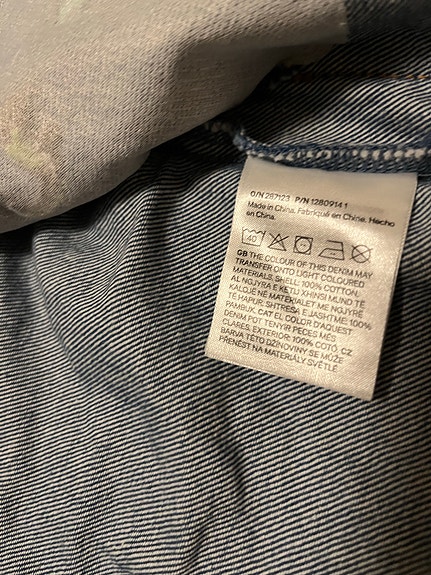 O/N 287123 P/N 12809141
Made in China. Fabriqué en Chine. Hecho
en China.
40
GB THE COLOUR OF THIS DENIM MAY
TRANSFER ONTO LIGHT COLOURED
MATERIALS. SHELL: 100% COTTON,
AL NGJYRA E KETIJ XHINSI MUND TË
KALOJË NË MATERIALET ME NGJYRË
TË HAPUR. SHTRESA E JASHTME: 100%
PAMBUK, CAT EL COLOR D'AQUEST
DENIM POT TENYIR PECES MÉS
CLARES. EXTERIOR: 100% COTÓ, CZ
BARVA TÉTO DŽÍNOVINY SE MŮŽE
PŘENÉST NA MATERIÁLY SVĚTLÉ